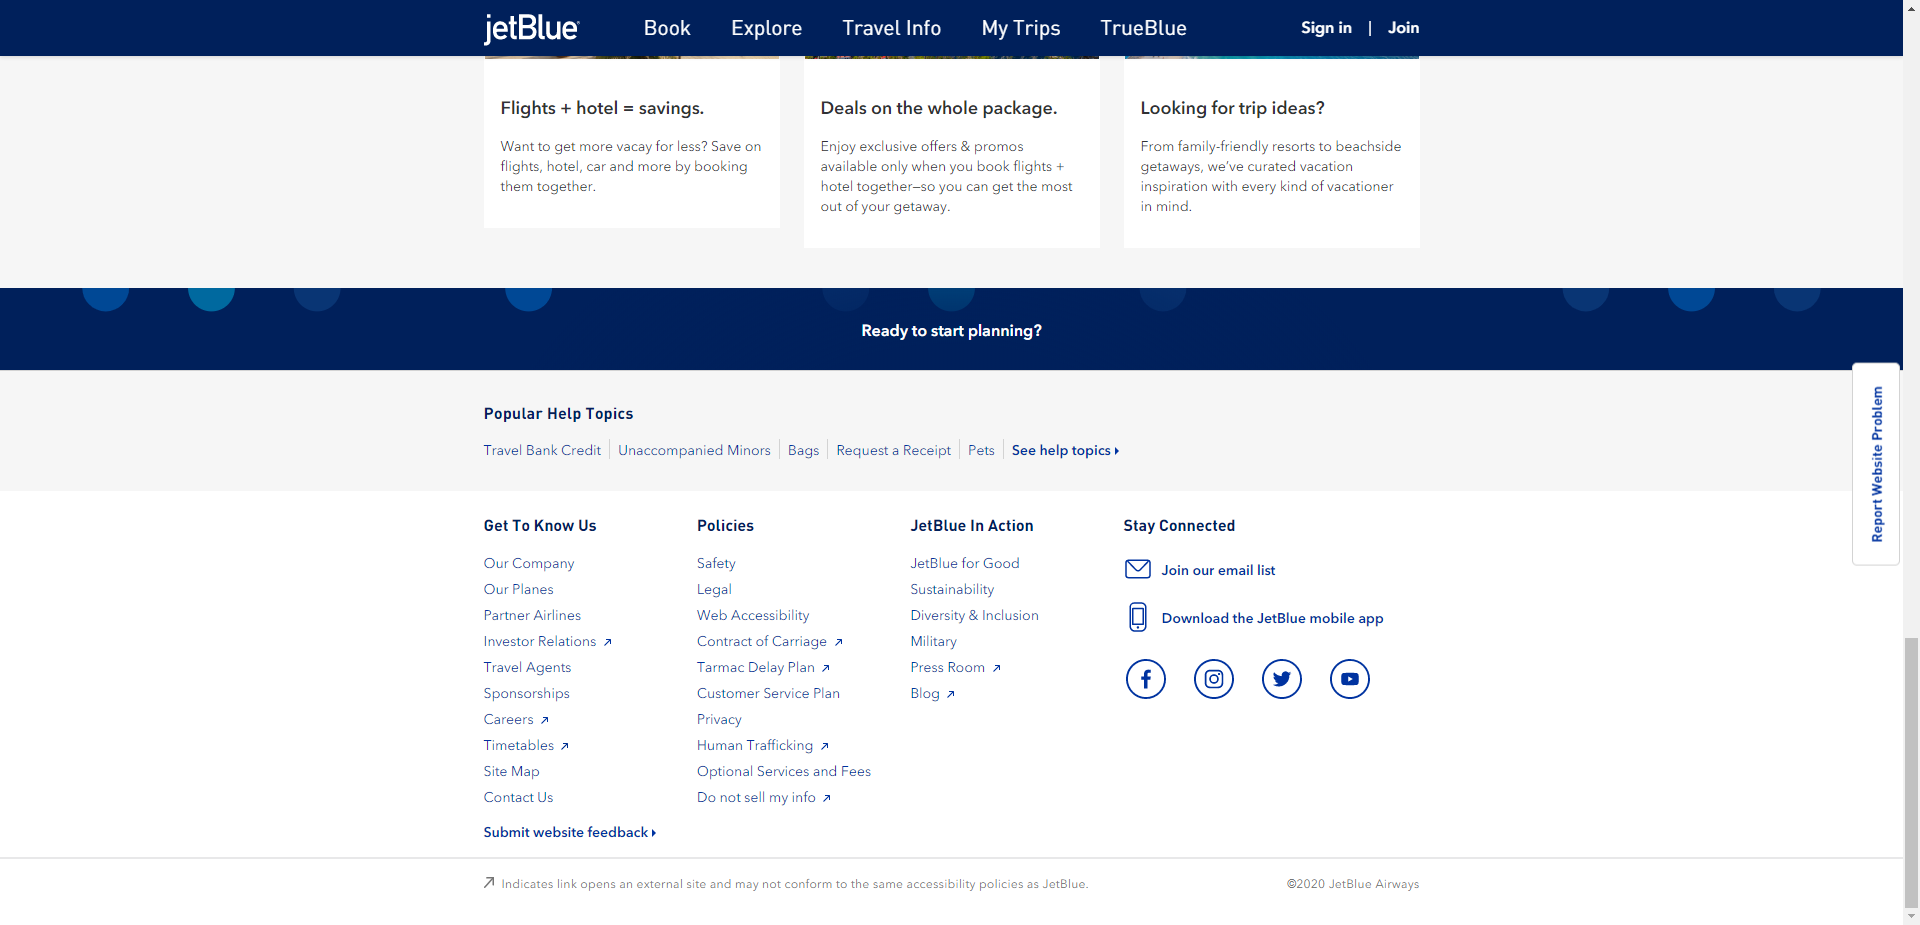 jetBlue
Book
Explore
Travel Info
My Trips
TrueBlue
Sign in | Join
Flights + hotel = savings.
Want to get more vacay for less? Save on
flights, hotel, car and more by booking
them together.
Deals on the whole package.
Enjoy exclusive offers & promos
available only when you book flights +
hotel together—so you can get the most
out of your getaway.
Looking for trip ideas?
From family-friendly resorts to beachside
getaways, we've curated vacation
inspiration with every kind of vacationer
in mind.
Ready to start planning?
Report Website Problem
Popular Help Topics
Travel Bank Credit
Unaccompanied Minors
Bags
Request a Receipt
Pets
See help topics
Get To Know Us
Our Company
Our Planes
Partner Airlines
Investor Relations
Travel Agents
Sponsorships
Careers
Timetables
Site Map
Contact Us
Submit website feedback
Policies
Safety
Legal
Web Accessibility
Contract of Carriage
Tarmac Delay Plan
Customer Service Plan
Privacy
Human Trafficking
Optional Services and Fees
Do not sell my info
JetBlue In Action
JetBlue for Good
Sustainability
Diversity & Inclusion
Military
Press Room
Blog
Stay Connected
Join our email list
Download the JetBlue mobile app
Indicates link opens an external site and may not conform to the same accessibility policies as JetBlue.
©2020 JetBlue Airways